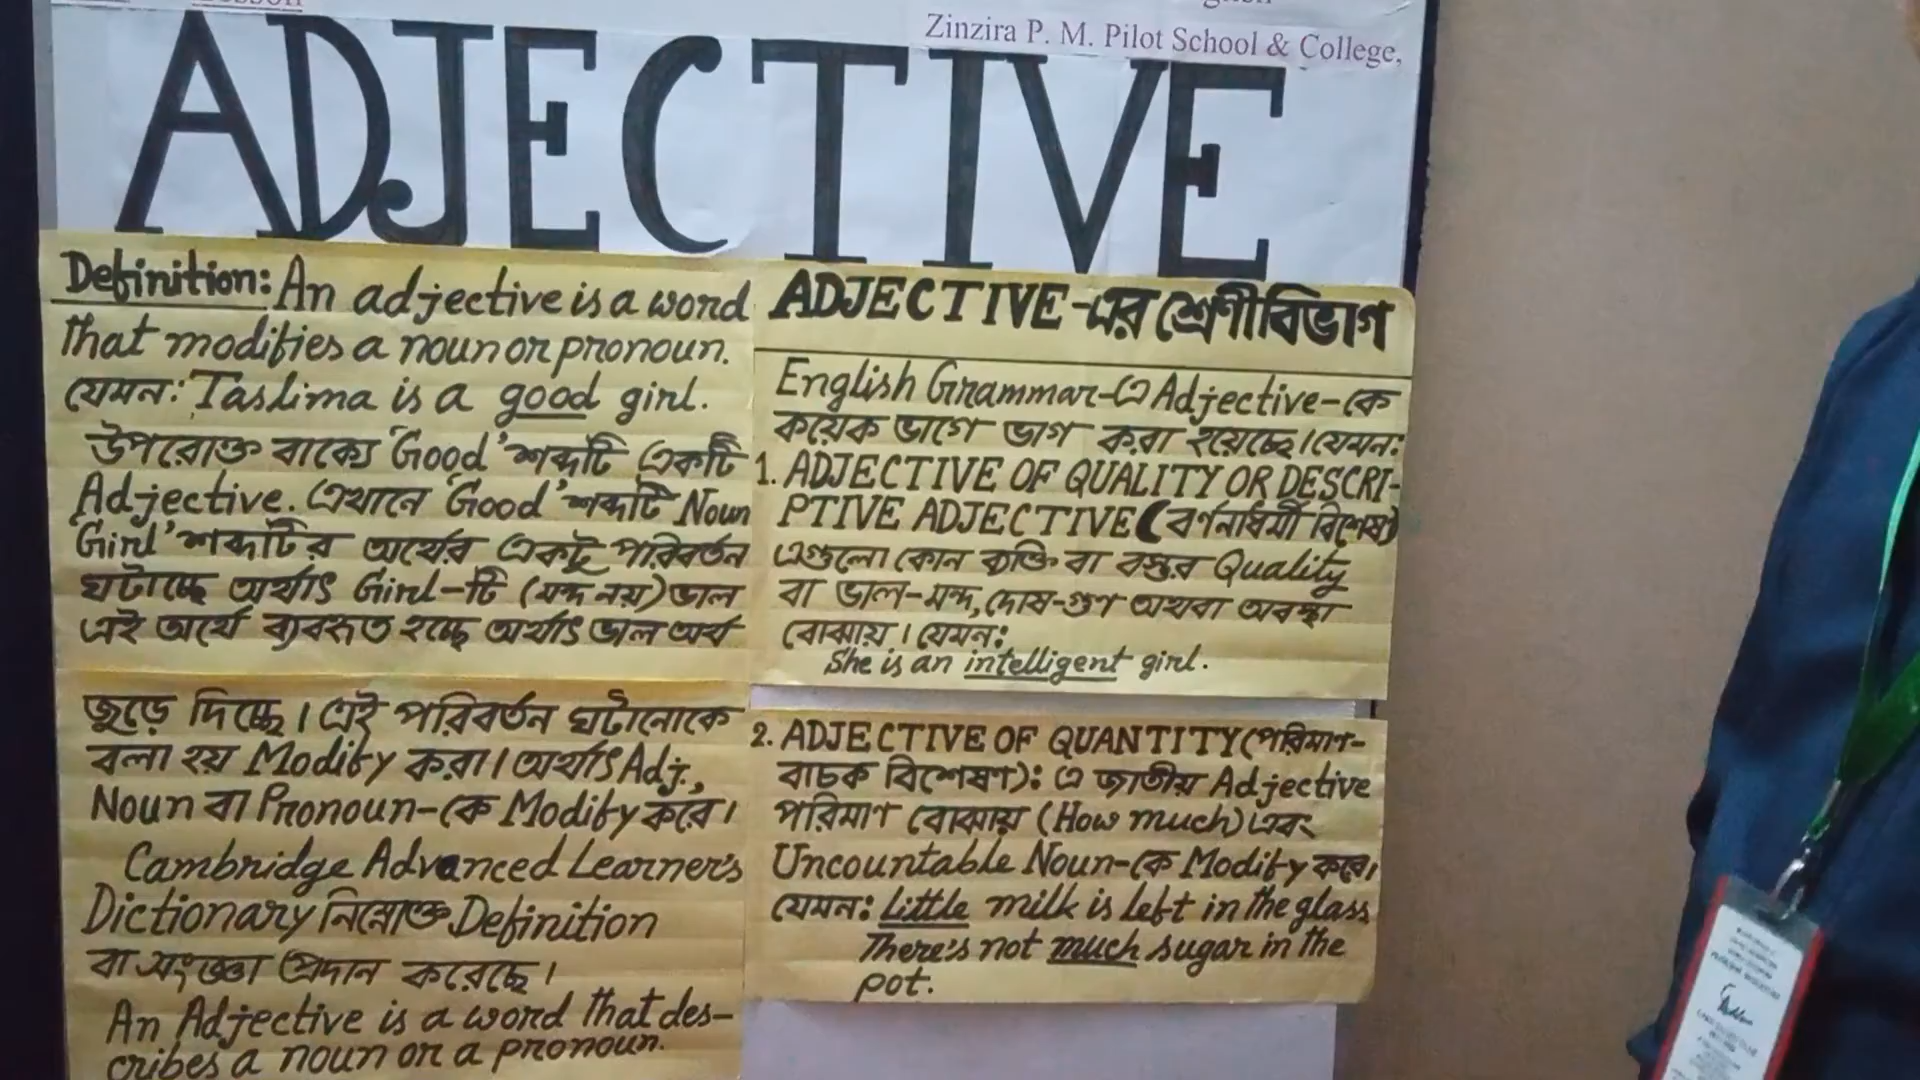 Zinzira P. M. Pilot School & College,
ADJECTIVE
Definition: An adjective is a word
that modifies a noun or pronoun.
যেমন: Taslima is a good girl.
উপরোক্ত বাক্যে 'Good' শব্দটি একটি
Adjective. এখানে 'Good' শব্দটি Noun
Girl' শব্দটির অর্থের একটু পরিবর্তন
ঘটাচ্ছে অর্থাৎ Girl-টি (মন্দ নয়) ভাল
এই অর্থে ব্যবহৃত হচ্ছে অর্থাৎ ভাল অর্থ
জুড়ে দিচ্ছে। এই পরিবর্তন ঘটানোকে
বলা হয় Modify করা। অর্থাৎ Adj.,
Noun বা Pronoun-কে Modify করে।
Cambridge Advanced Learner's
Dictionary নিম্নোক্ত Definition
বা সংজ্ঞা প্রদান করেছে।
An Adjective is a word that des-
cribes a noun or a pronoun.
ADJECTIVE-এর শ্রেণীবিভাগ
English Grammar-এ Adjective-কে
কয়েক ভাগে ভাগ করা হয়েছে। যেমন:
1. ADJECTIVE OF QUALITY OR DESCRI-
PTIVE ADJECTIVE (বর্ণনাধর্মী বিশেষ)
এগুলো কোন ব্যক্তি বা বস্তুর Quality
বা ভাল-মন্দ, দোষ-গুণ অথবা অবস্থা
বোঝায়। যেমন:
She is an intelligent girl.
2. ADJECTIVE OF QUANTITY (পরিমাণ-
বাচক বিশেষণ): এ জাতীয় Adjective
পরিমাণ বোঝায় (How much) এবং
Uncountable Noun-কে Modify করে।
যেমন: Little milk is left in the glass
There's not much sugar in the
pot.